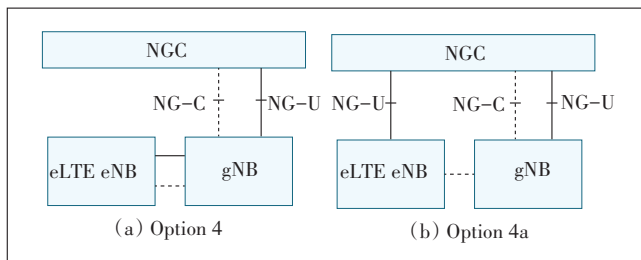 NGC
NG-C
NG-U
eLTE eNB
gNB
(a) Option 4
NGC
NG-U
NG-C
NG-U
eLTE eNB
gNB
(b) Option 4a